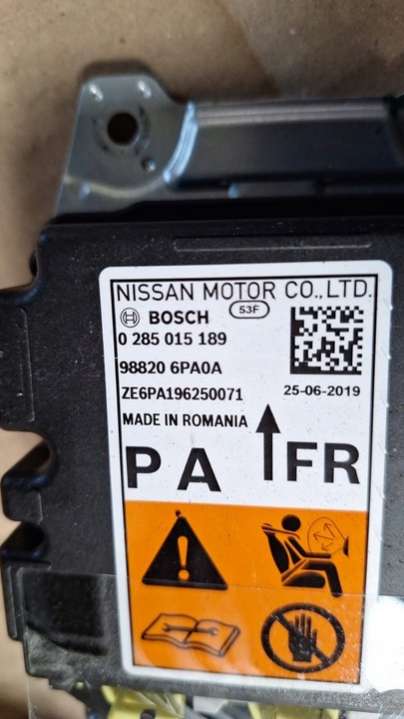 NISSAN MOTOR CO.,LTD.
BOSCH 53F
0 285 015 189
98820 6PA0A
ZE6PA196250071 25-06-2019
MADE IN ROMANIA
PA FR